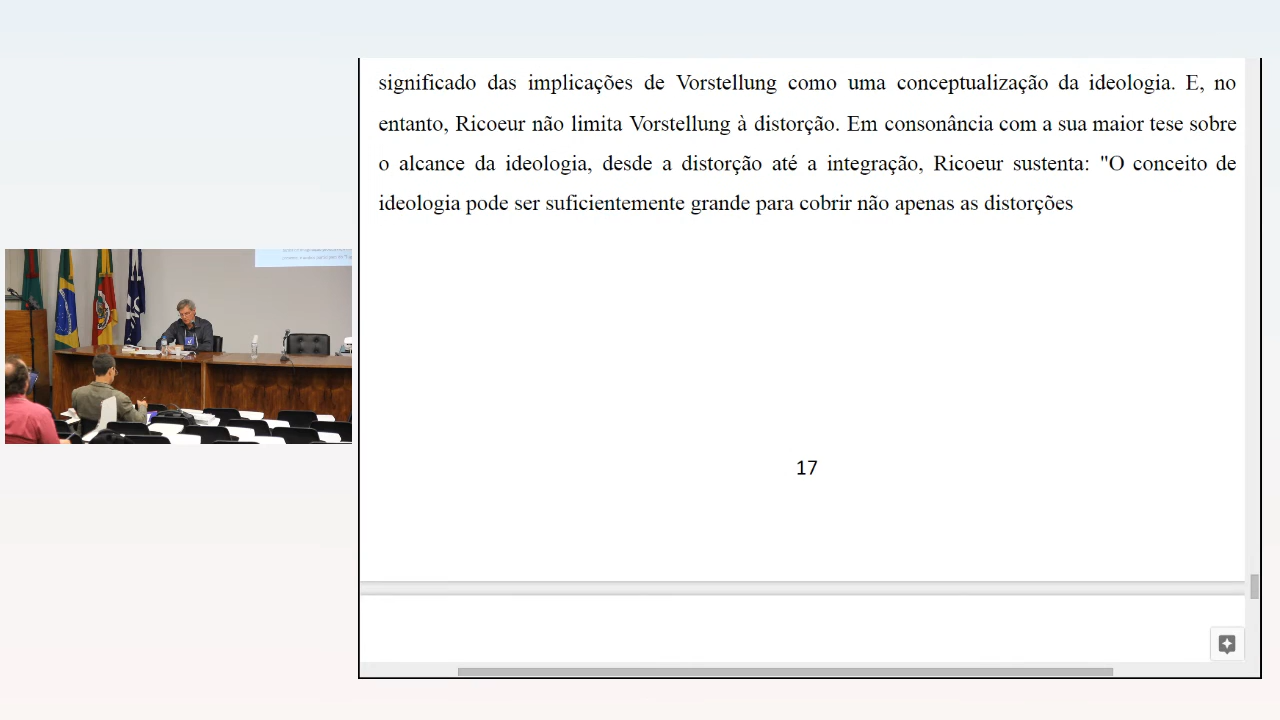 significado das implicações de Vorstellung como uma conceptualização da ideologia. E, no
entanto, Ricoeur não limita Vorstellung à distorção. Em consonância com a sua maior tese sobre
o alcance da ideologia, desde a distorção até a integração, Ricoeur sustenta: "O conceito de
ideologia pode ser suficientemente grande para cobrir não apenas as distorções
17